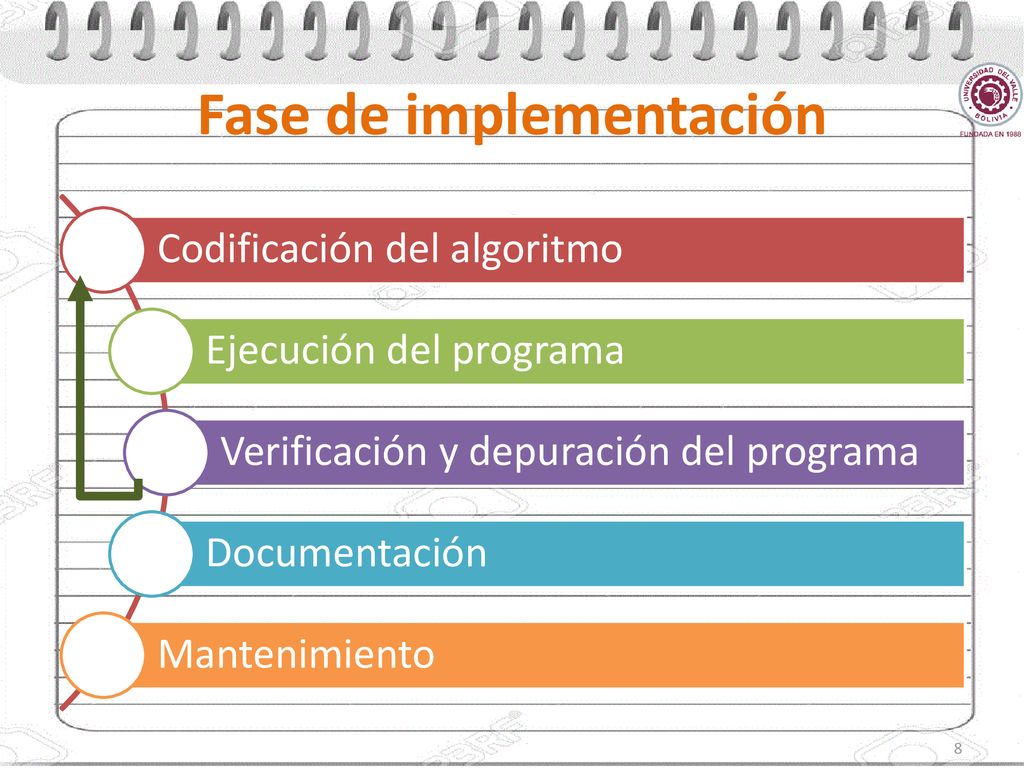 Fase de implementación
UNIVERSIDAD DEL VALLE
BOLIVIA
FUNDADA EN 1988
Codificación del algoritmo
Ejecución del programa
Verificación y depuración del programa
Documentación
Mantenimiento
8